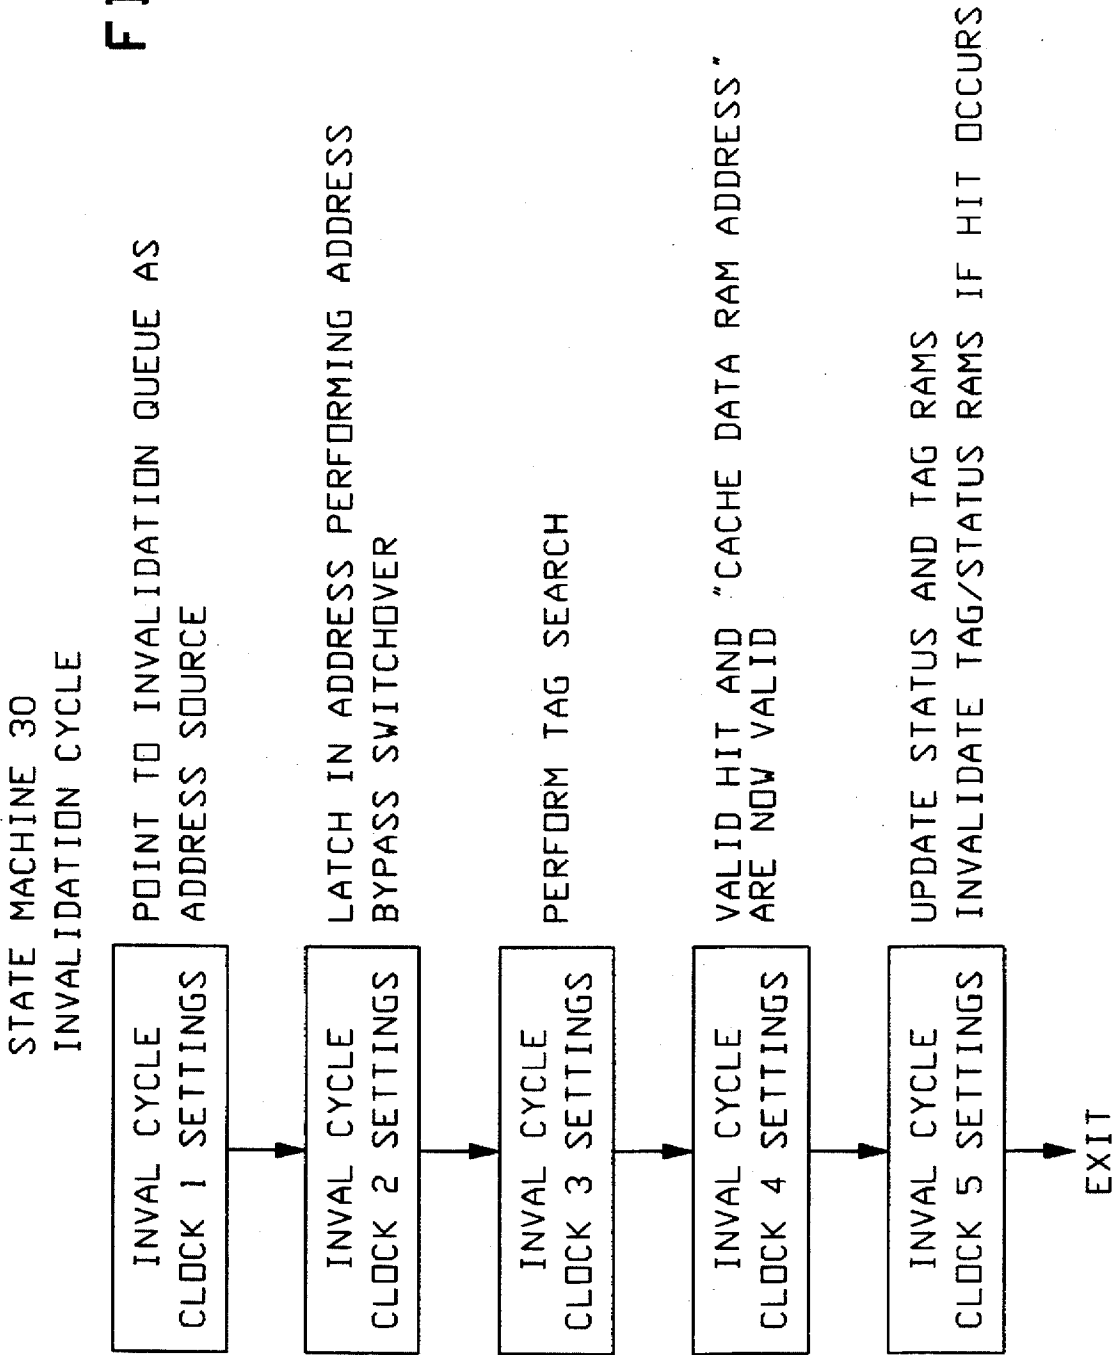 STATE MACHINE 30
INVALIDATION CYCLE
INVAL CYCLE
CLOCK 1 SETTINGS
POINT TO INVALIDATION QUEUE AS
ADDRESS SOURCE
INVAL CYCLE
CLOCK 2 SETTINGS
LATCH IN ADDRESS PERFORMING ADDRESS
BYPASS SWITCHOVER
INVAL CYCLE
CLOCK 3 SETTINGS
PERFORM TAG SEARCH
INVAL CYCLE
CLOCK 4 SETTINGS
VALID HIT AND "CACHE DATA RAM ADDRESS"
ARE NOW VALID
INVAL CYCLE
CLOCK 5 SETTINGS
UPDATE STATUS AND TAG RAMS
INVALIDATE TAG/STATUS RAMS IF HIT OCCURS
EXIT